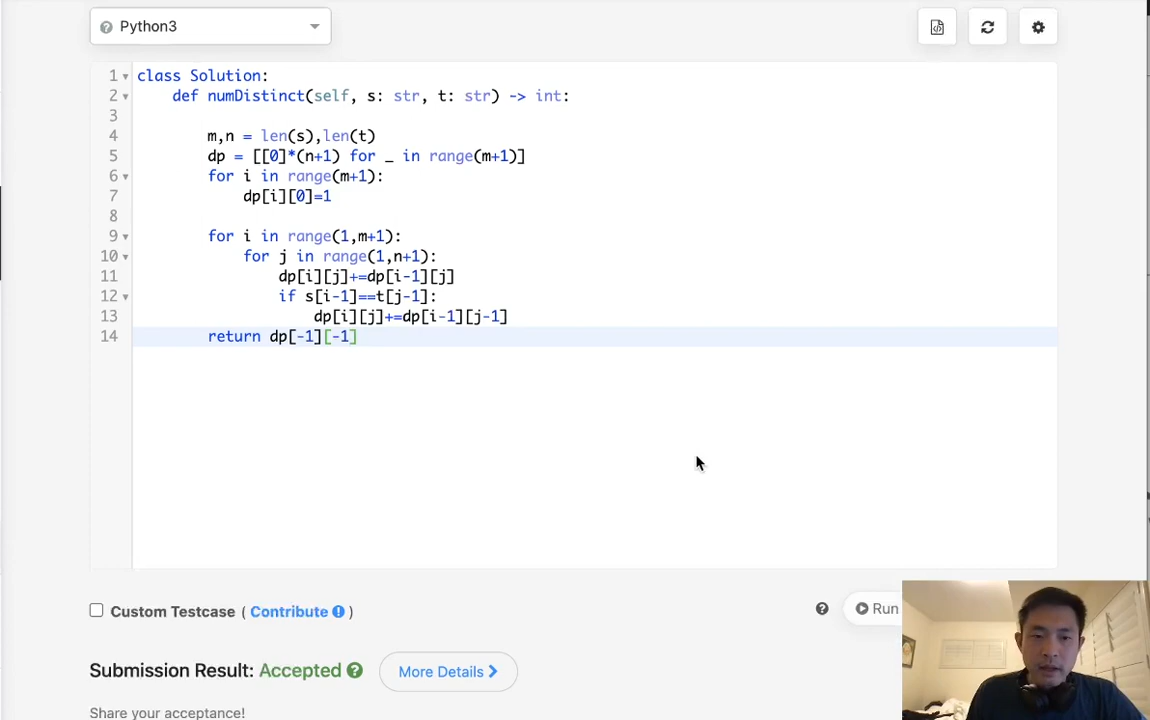 Python3
1 class Solution:
2     def numDistinct(self, s: str, t: str) -> int:
3
4         m,n = len(s),len(t)
5         dp = [[0]*(n+1) for _ in range(m+1)]
6         for i in range(m+1):
7             dp[i][0]=1
8
9         for i in range(1,m+1):
10             for j in range(1,n+1):
11                 dp[i][j]+=dp[i-1][j]
12                 if s[i-1]==t[j-1]:
13                     dp[i][j]+=dp[i-1][j-1]
14         return dp[-1][-1]
Custom Testcase ( Contribute )
Run
Submission Result: Accepted
More Details
Share your acceptance!